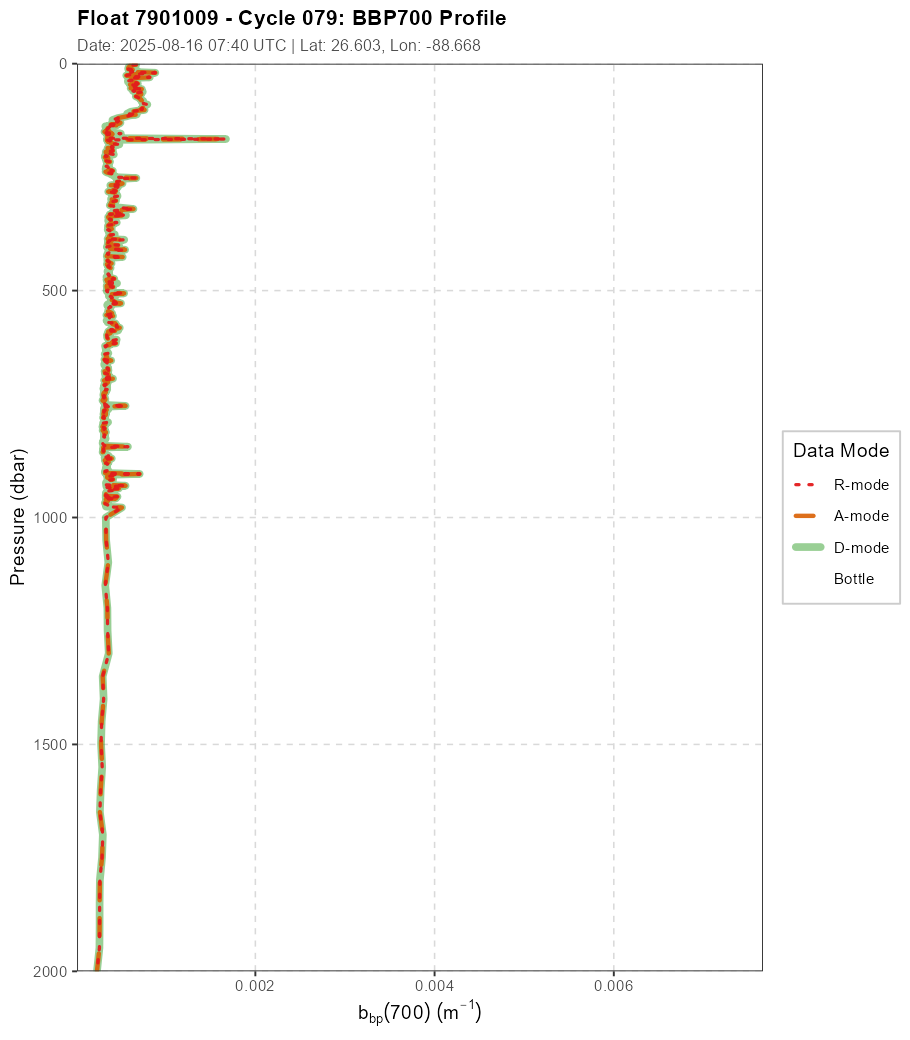 Float 7901009 - Cycle 079: BBP700 Profile
Date: 2025-08-16 07:40 UTC | Lat: 26.603, Lon: -88.668
0
500
1000
1500
2000
Pressure (dbar)
0.002
0.004
0.006
b_bp(700) (m⁻¹)
Data Mode
R-mode
A-mode
D-mode
Bottle